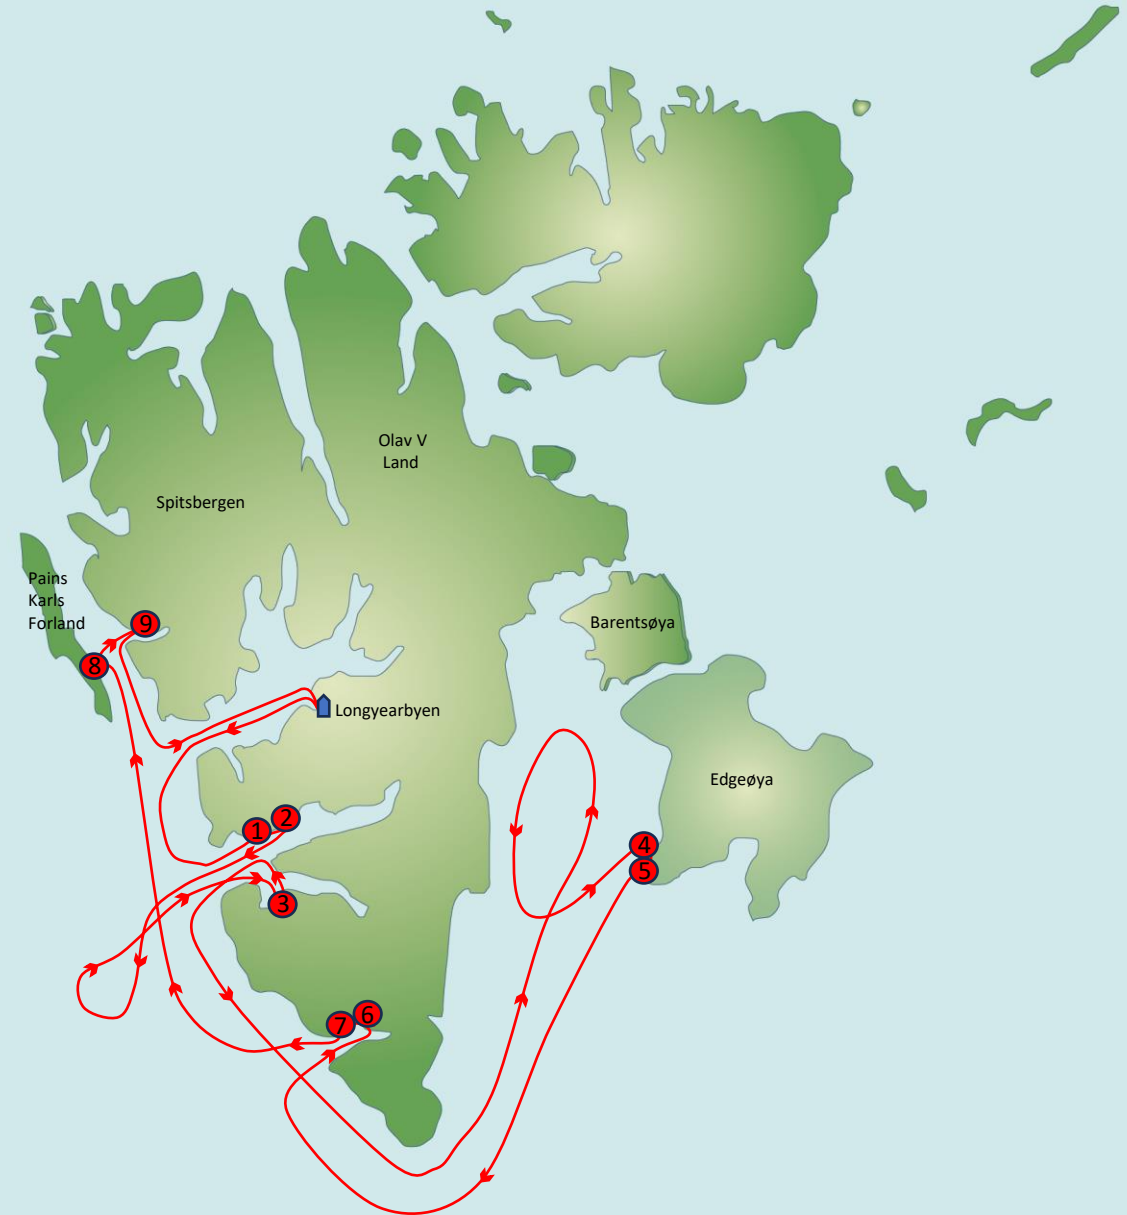 Olav V
Land
Spitsbergen
Pains
Karls
Forland
9
Barentsøya
8
Longyearbyen
Edgeøya
2
1
4
5
3
6
7